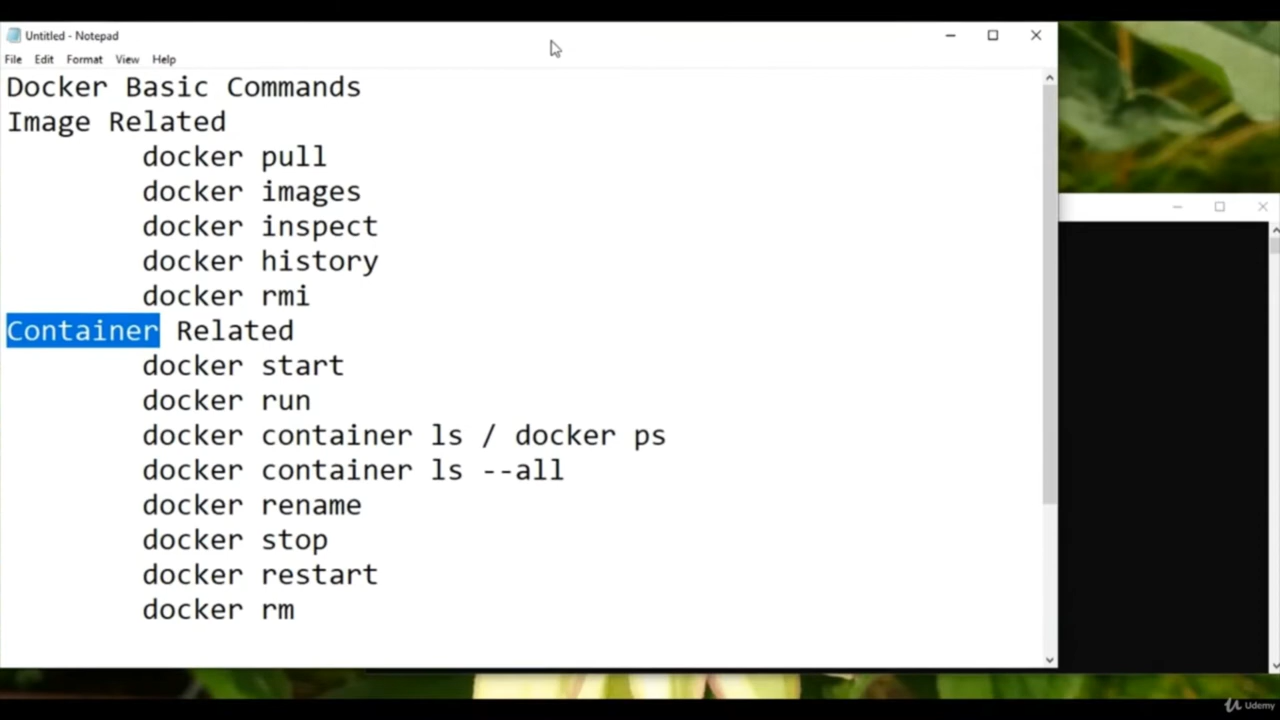 Untitled - Notepad
File Edit Format View Help
Docker Basic Commands
Image Related
docker pull
docker images
docker inspect
docker history
docker rmi
Container Related
docker start
docker run
docker container ls / docker ps
docker container ls --all
docker rename
docker stop
docker restart
docker rm
Udemy